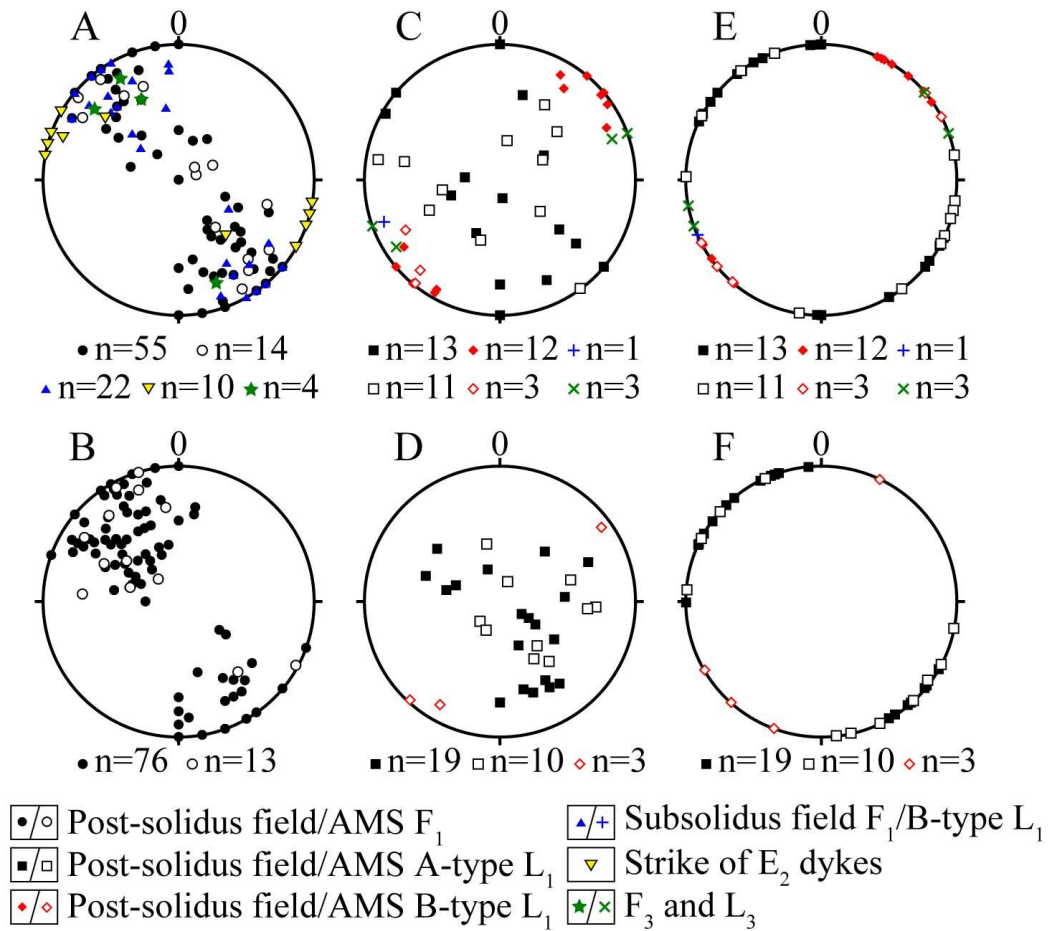 A 0 C 0 E 0
● n=55 ○ n=14 ■ n=13 ◆ n=12 + n=1 ■ n=13 ◆ n=12 + n=1
▲ n=22 ▽ n=10 ★ n=4 □ n=11 ◇ n=3 × n=3 □ n=11 ◇ n=3 × n=3
B 0 D 0 F 0
● n=76 ○ n=13 ■ n=19 □ n=10 ◇ n=3 ■ n=19 □ n=10 ◇ n=3
●/○ Post-solidus field/AMS F₁ ▲/+ Subsolidus field F₁/B-type L₁
■/□ Post-solidus field/AMS A-type L₁ ▽ Strike of E₂ dykes
◆/◇ Post-solidus field/AMS B-type L₁ ★/× F₃ and L₃